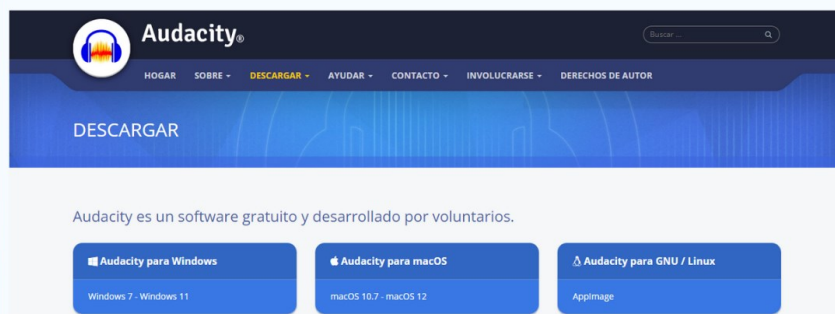 Audacity®
Buscar ...
HOGAR SOBRE DESCARGAR AYUDAR CONTACTO INVOLUCRARSE DERECHOS DE AUTOR
DESCARGAR
Audacity es un software gratuito y desarrollado por voluntarios.
Audacity para Windows
Windows 7 - Windows 11
Audacity para macOS
macOS 10.7 - macOS 12
Audacity para GNU / Linux
AppImage